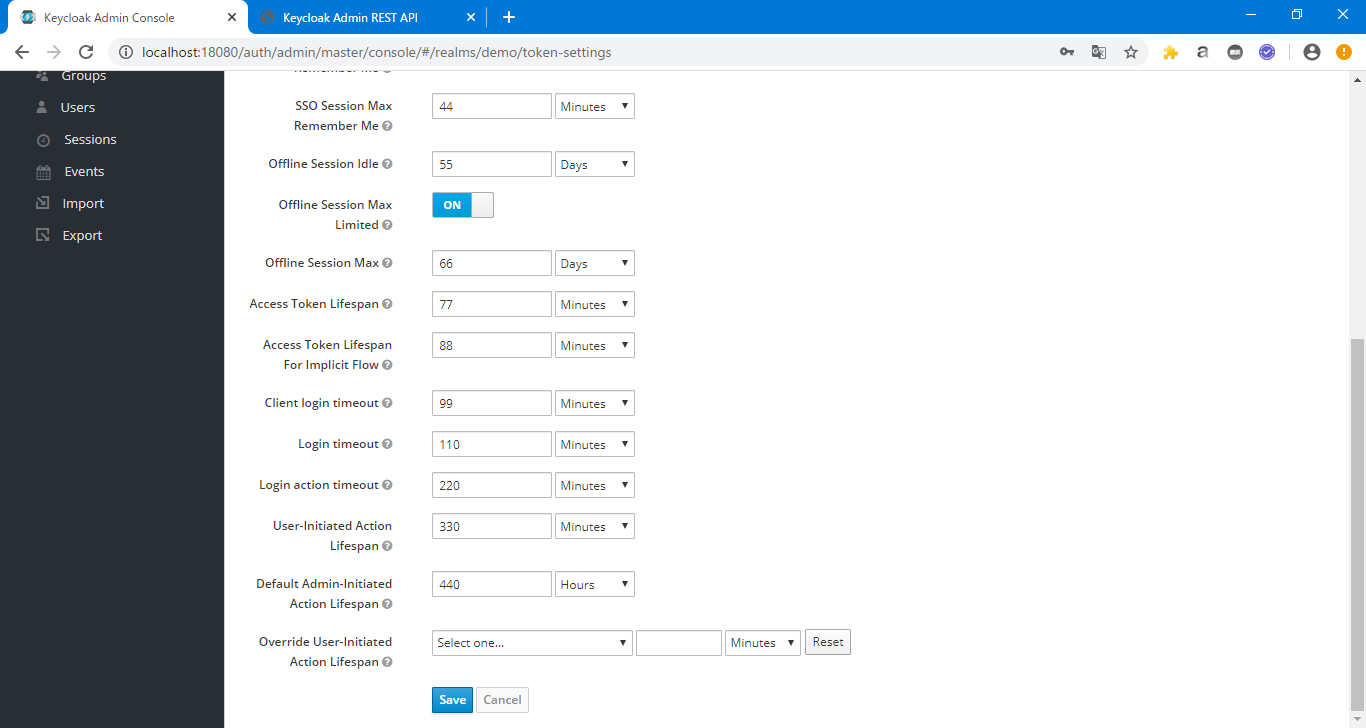 Keycloak Admin Console
Keycloak Admin REST API
localhost:18080/auth/admin/master/console/#/realms/demo/token-settings
Groups
Users
Sessions
Events
Import
Export
Remember Me
SSO Session Max
Remember Me
44 Minutes
Offline Session Idle
55 Days
Offline Session Max
Limited
ON
Offline Session Max
66 Days
Access Token Lifespan
77 Minutes
Access Token Lifespan
For Implicit Flow
88 Minutes
Client login timeout
99 Minutes
Login timeout
110 Minutes
Login action timeout
220 Minutes
User-Initiated Action
Lifespan
330 Minutes
Default Admin-Initiated
Action Lifespan
440 Hours
Override User-Initiated
Action Lifespan
Select one... Minutes Reset
Save Cancel